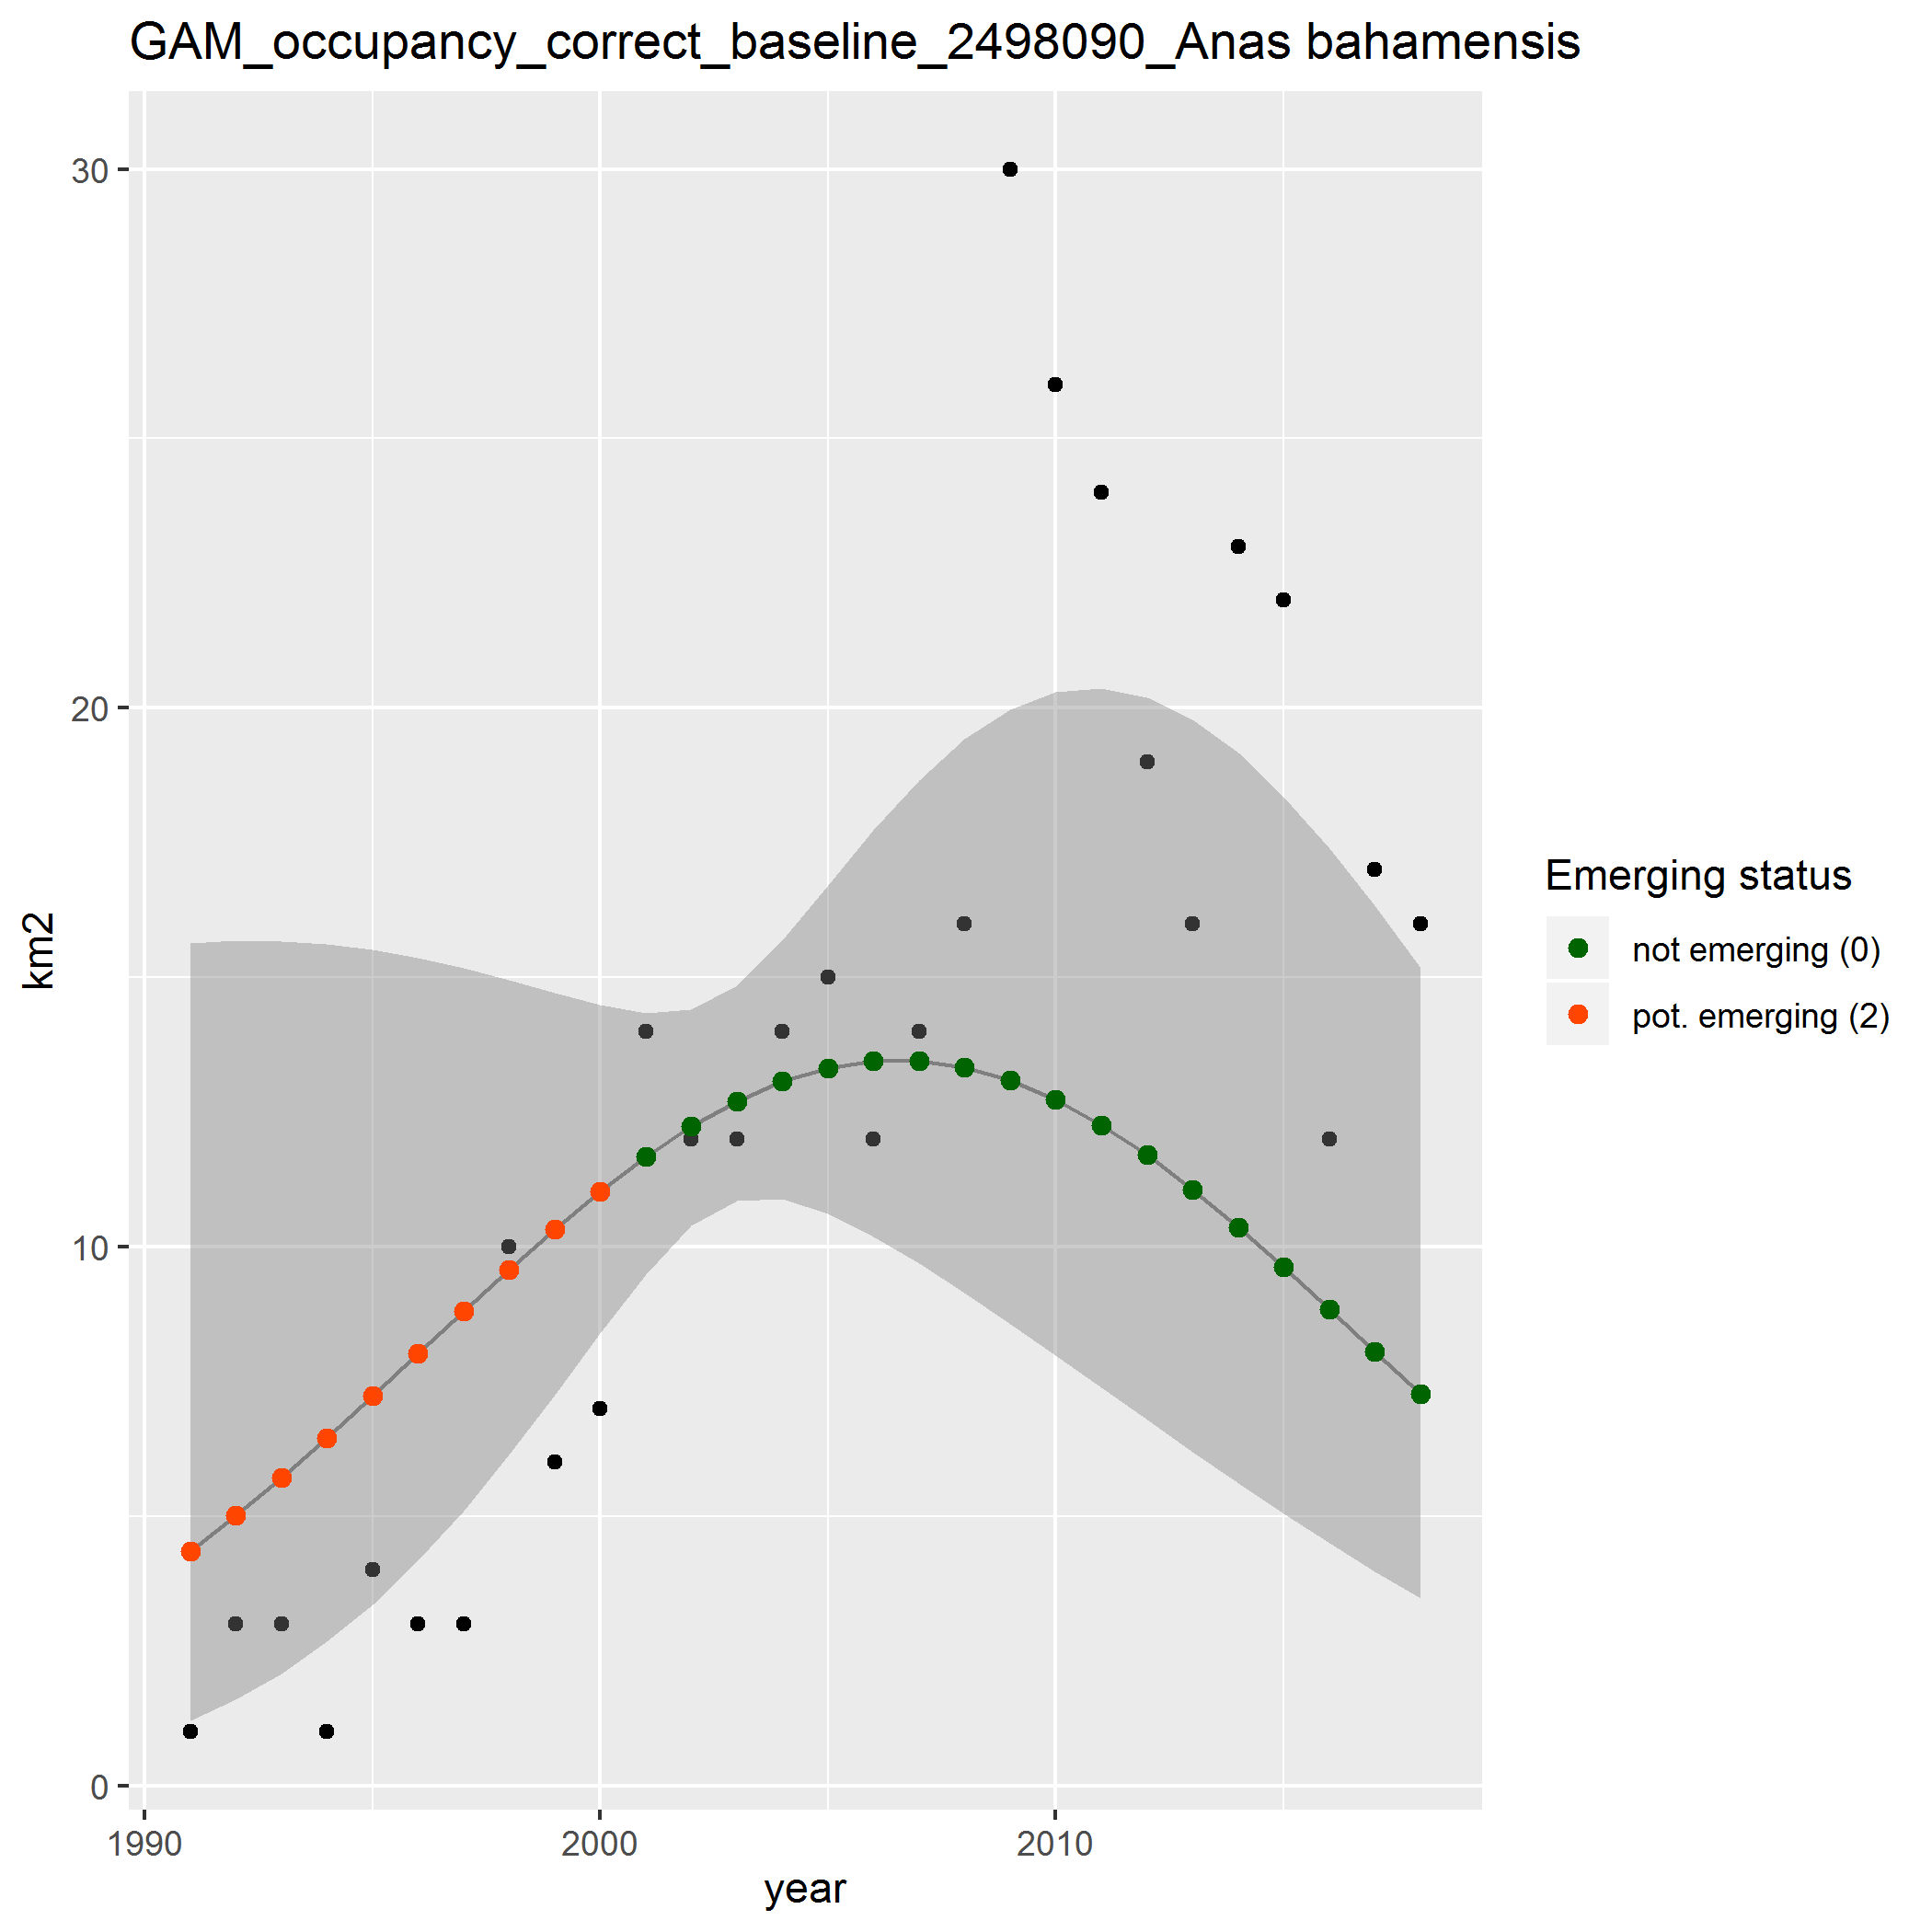 GAM_occupancy_correct_baseline_2498090_Anas bahamensis
30
20
10
0
km2
1990
2000
2010
year
Emerging status
not emerging (0)
pot. emerging (2)